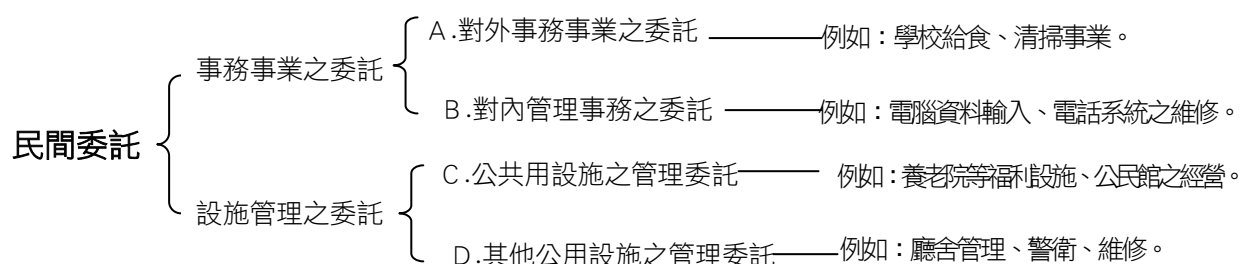 A.對外事務事業之委託 例如：學校給食、清掃事業。
事務事業之委託
B.對內管理事務之委託 例如：電腦資料輸入、電話系統之維修。
民間委託
C.公共用設施之管理委託 例如：養老院等福利設施、公民館之經營。
設施管理之委託
D.其他公用設施之管理委託 例如：廳舍管理、警衛、維修。